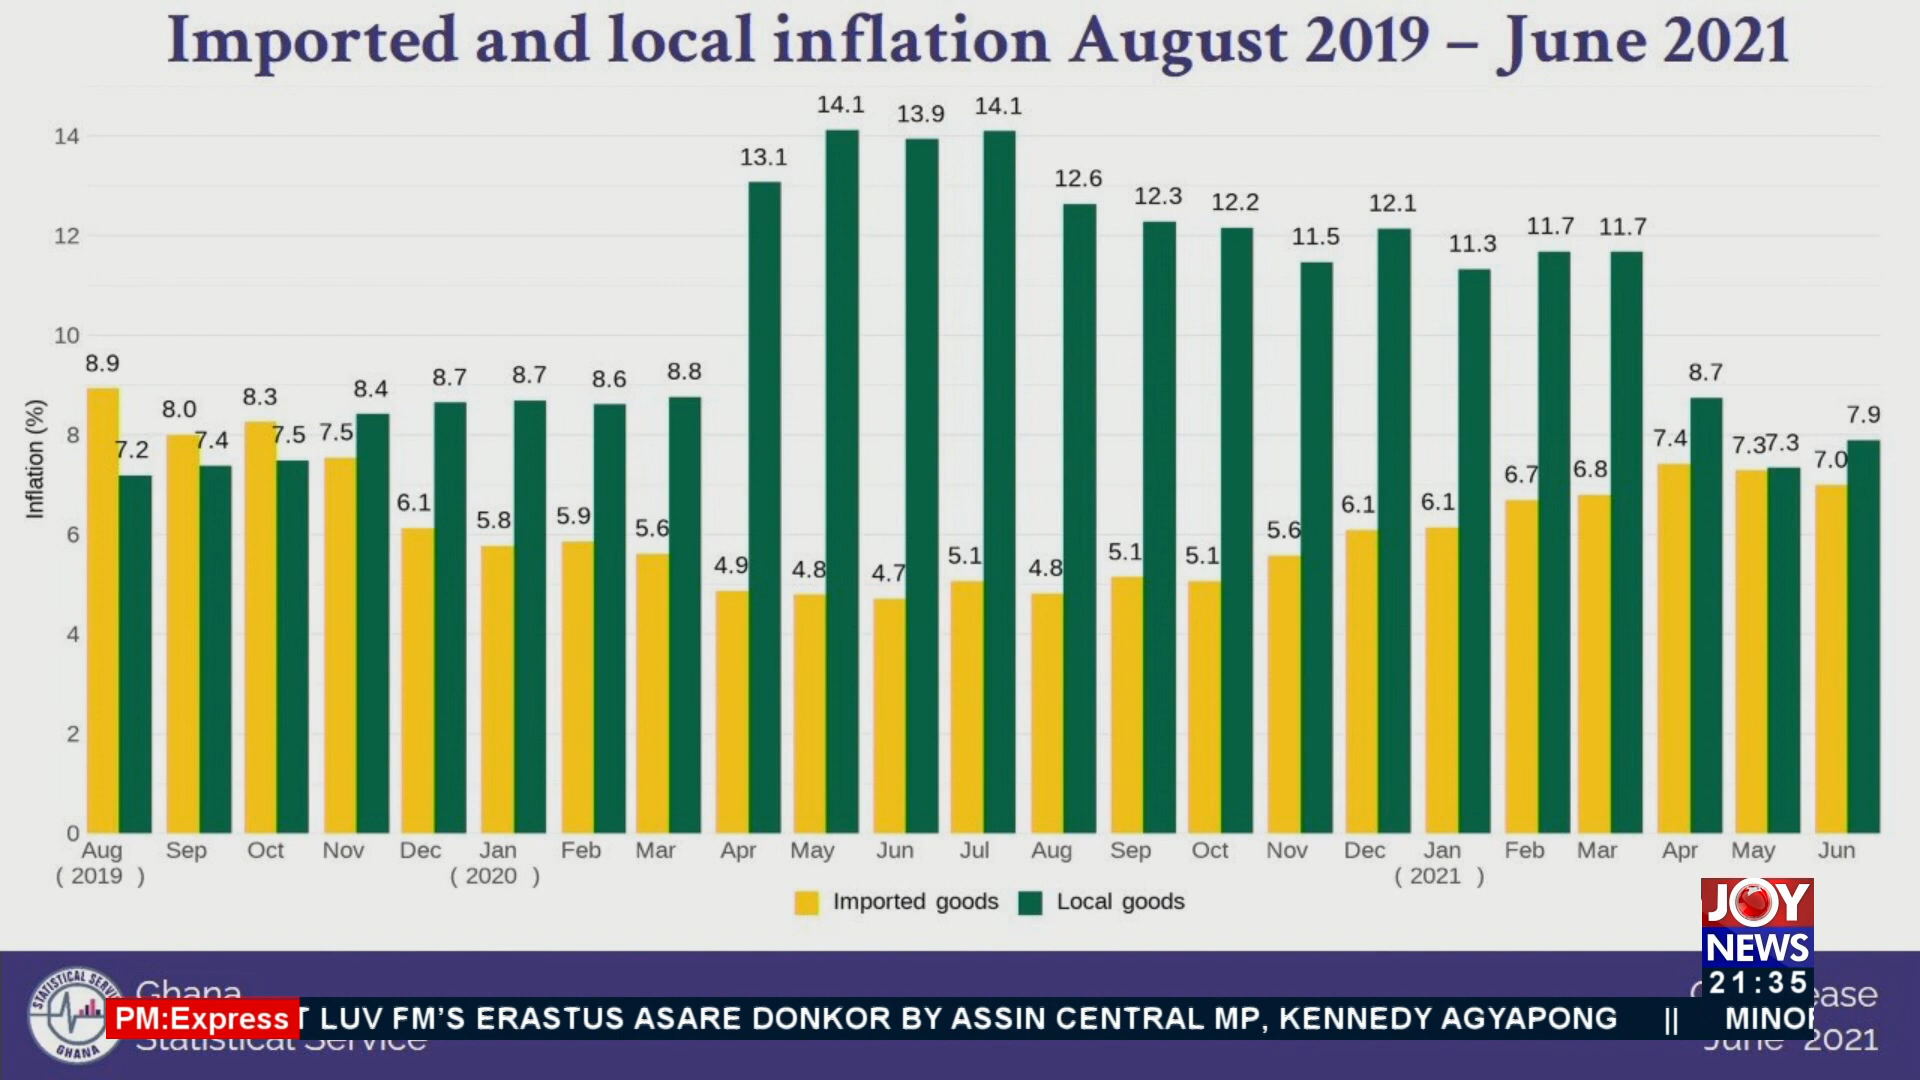 Imported and local inflation August 2019 – June 2021
14.1 13.9 14.1
14
13.1
12.6 12.3 12.2 11.5 12.1 11.3 11.7 11.7
12
10
8.9 8.0 8.3 8.4 8.7 8.7 8.6 8.8 8.7 7.9
7.2 7.4 7.5 7.5 7.4 7.3 7.3 7.0
8
6.1 5.8 5.9 5.6 5.6 6.1 6.1 6.7 6.8
6
4.9 4.8 4.7 5.1 4.8 5.1 5.1
4
2
0
Inflation (%)
Aug Sep Oct Nov Dec Jan Feb Mar Apr May Jun Jul Aug Sep Oct Nov Dec Jan Feb Mar Apr May Jun
( 2019 ) ( 2020 ) ( 2021 )
Imported goods Local goods
JOY
NEWS
21:35
STATISTICAL SERV
GHANA
Ghana
Statistical Service
PM:Express
T LUV FM'S ERASTUS ASARE DONKOR BY ASSIN CENTRAL MP, KENNEDY AGYAPONG || MINO
June 2021